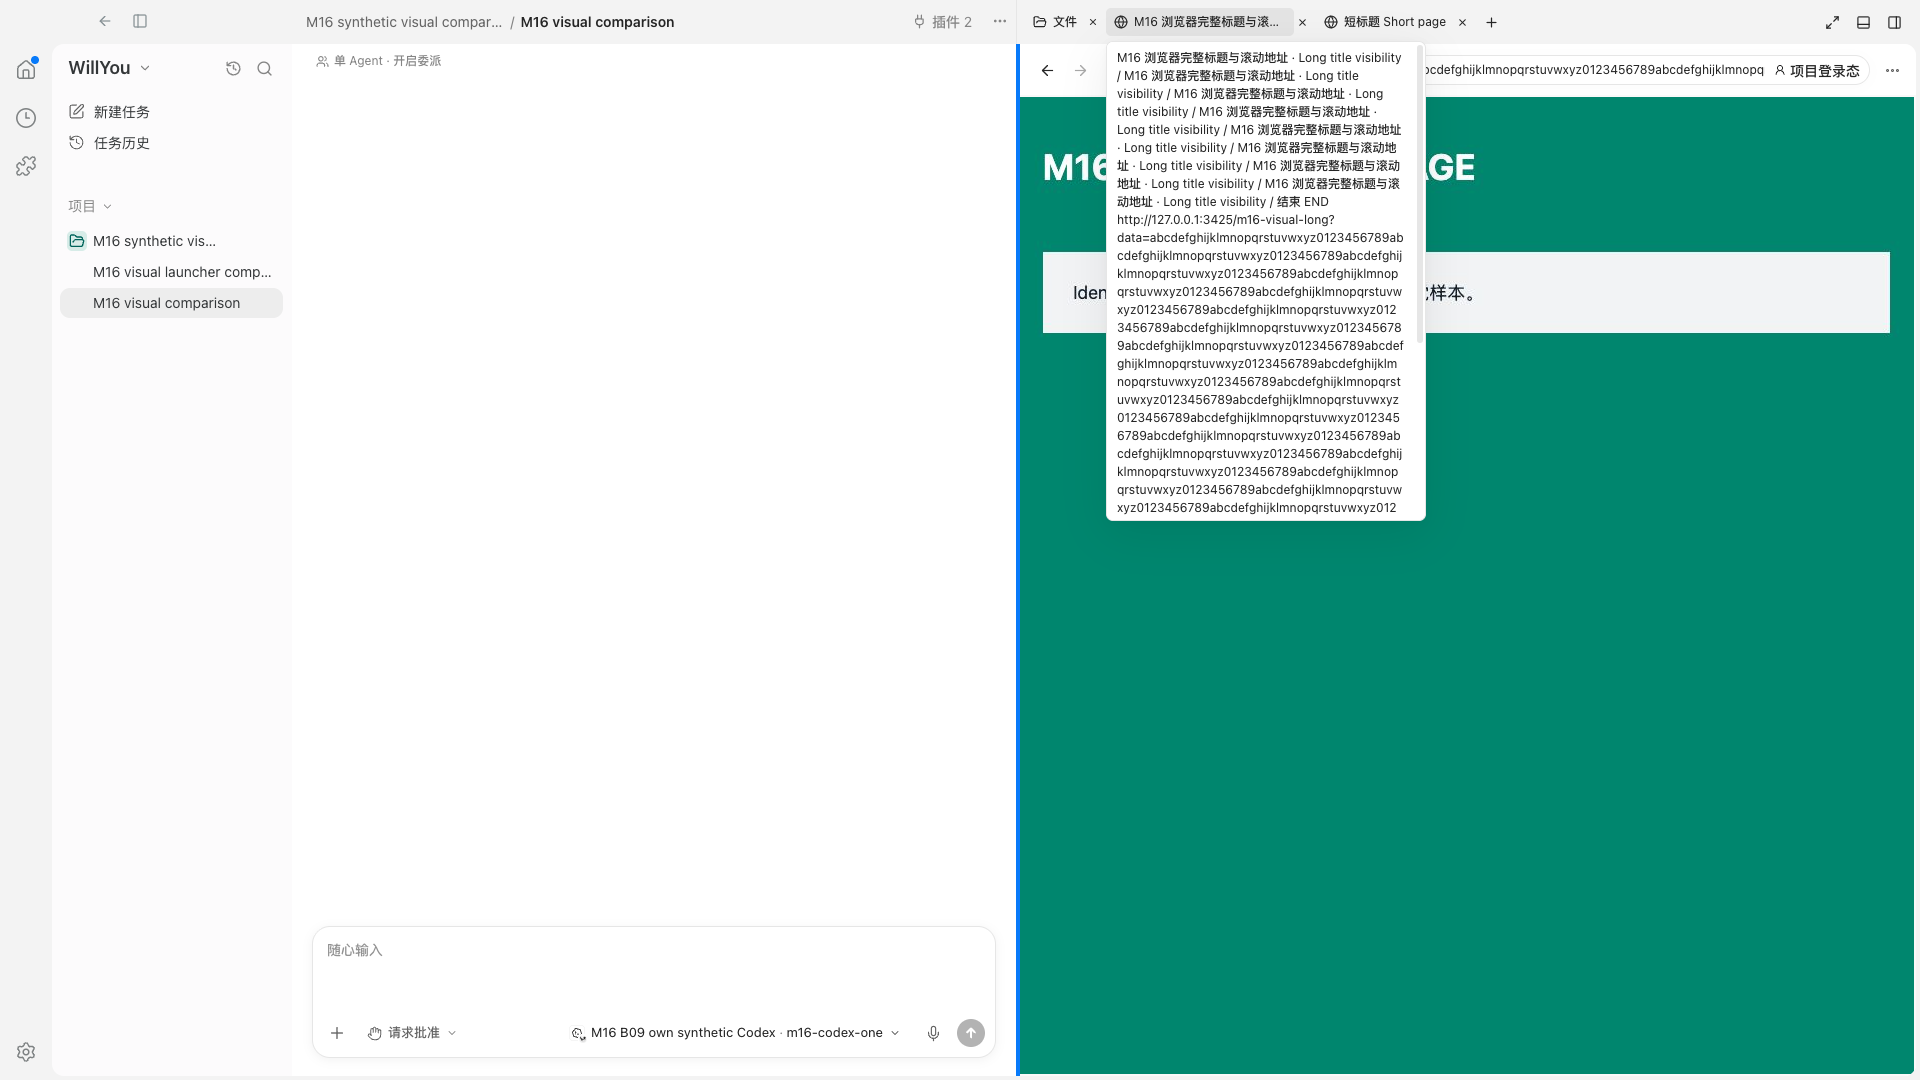 M16 synthetic visual compar... / M16 visual comparison
插件 2
文件
M16 浏览器完整标题与滚...
短标题 Short page
WillYou
新建任务
任务历史
项目
M16 synthetic vis...
M16 visual launcher comp...
M16 visual comparison
单 Agent · 开启委派
随心输入
请求批准
M16 B09 own synthetic Codex · m16-codex-one
M16 浏览器完整标题与滚动地址 · Long title visibility
/ M16 浏览器完整标题与滚动地址 · Long title
visibility / M16 浏览器完整标题与滚动地址 · Long
title visibility / M16 浏览器完整标题与滚动地址 ·
Long title visibility / M16 浏览器完整标题与滚动地址
· Long title visibility / M16 浏览器完整标题与滚动地
址 · Long title visibility / M16 浏览器完整标题与滚动
地址 · Long title visibility / M16 浏览器完整标题与滚
动地址 · Long title visibility / 结束 END
http://127.0.0.1:3425/m16-visual-long?
data=abcdefghijklmnopqrstuvwxyz0123456789ab
cdefghijklmnopqrstuvwxyz0123456789abcdefghij
klmnopqrstuvwxyz0123456789abcdefghijklmnop
qrstuvwxyz0123456789abcdefghijklmnopqrstuvw
xyz0123456789abcdefghijklmnopqrstuvwxyz012
3456789abcdefghijklmnopqrstuvwxyz012345678
9abcdefghijklmnopqrstuvwxyz0123456789abcdef
ghijklmnopqrstuvwxyz0123456789abcdefghijklm
nopqrstuvwxyz0123456789abcdefghijklmnopqrst
uvwxyz0123456789abcdefghijklmnopqrstuvwxyz
0123456789abcdefghijklmnopqrstuvwxyz012345
6789abcdefghijklmnopqrstuvwxyz0123456789ab
cdefghijklmnopqrstuvwxyz0123456789abcdefghij
klmnopqrstuvwxyz0123456789abcdefghijklmnop
qrstuvwxyz0123456789abcdefghijklmnopqrstuvw
xyz0123456789abcdefghijklmnopqrstuvwxyz012
cdefghijklmnopqrstuvwxyz0123456789abcdefghijklmnopq
项目登录态
M16
GE
Iden
样本。